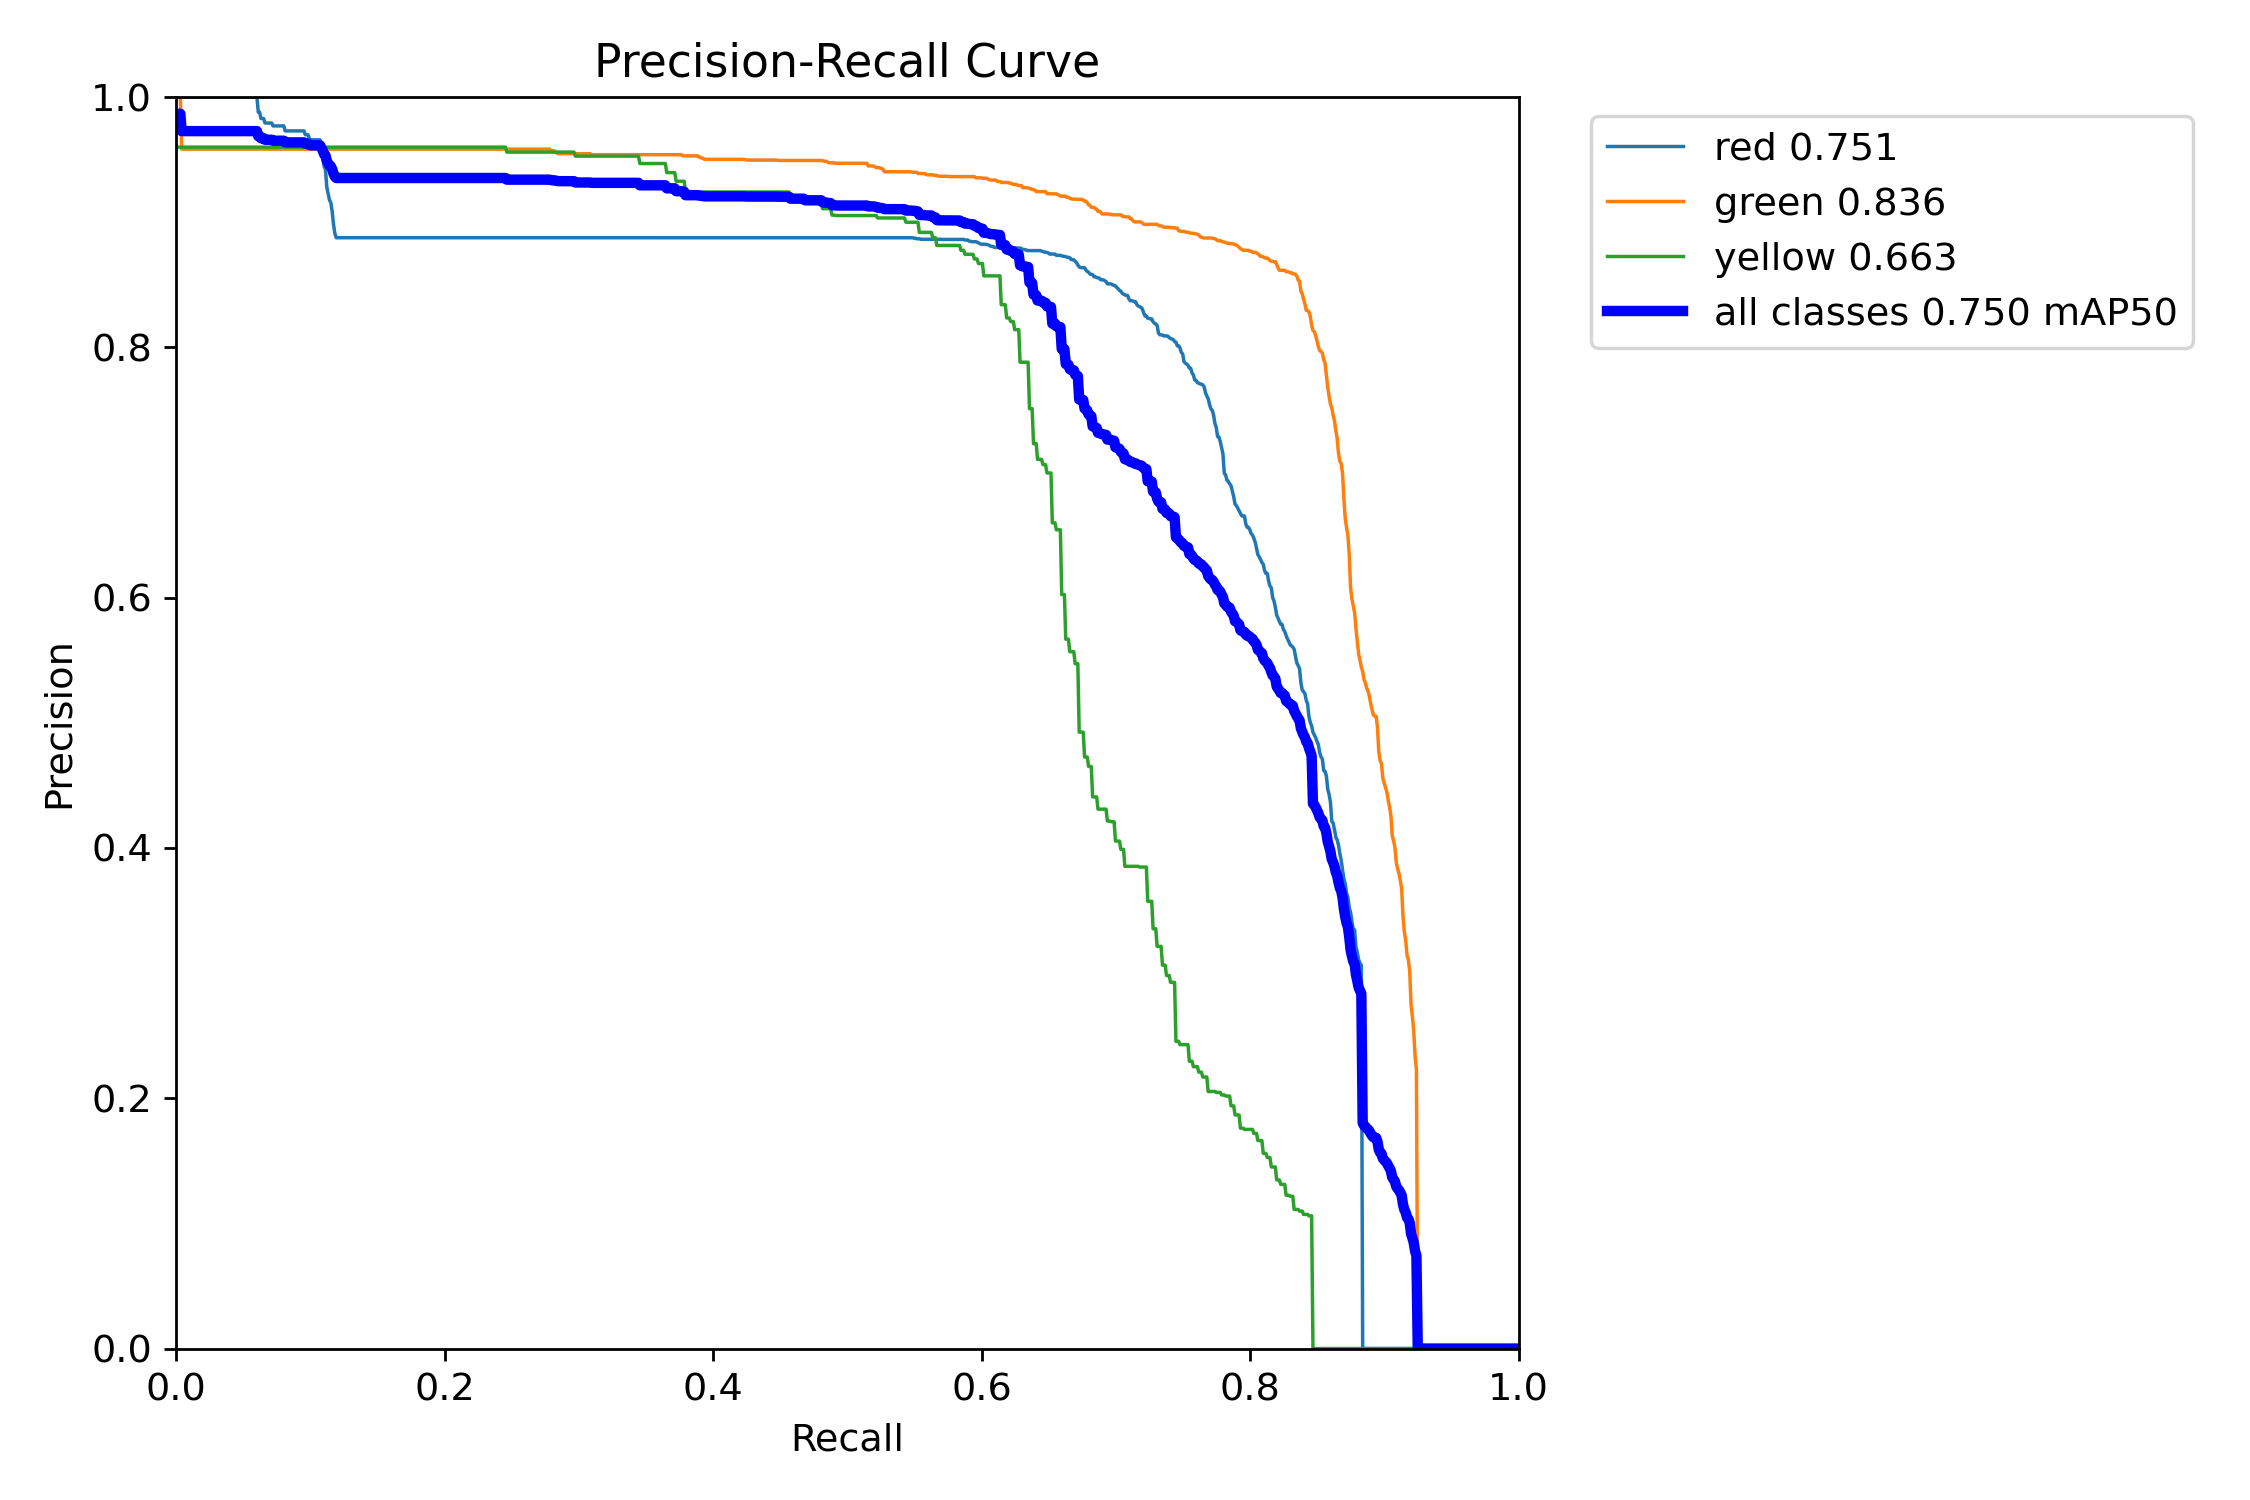 Precision-Recall Curve
1.0
0.8
0.6
0.4
0.2
0.0
Precision
0.0 0.2 0.4 0.6 0.8 1.0
Recall
red 0.751
green 0.836
yellow 0.663
all classes 0.750 mAP50